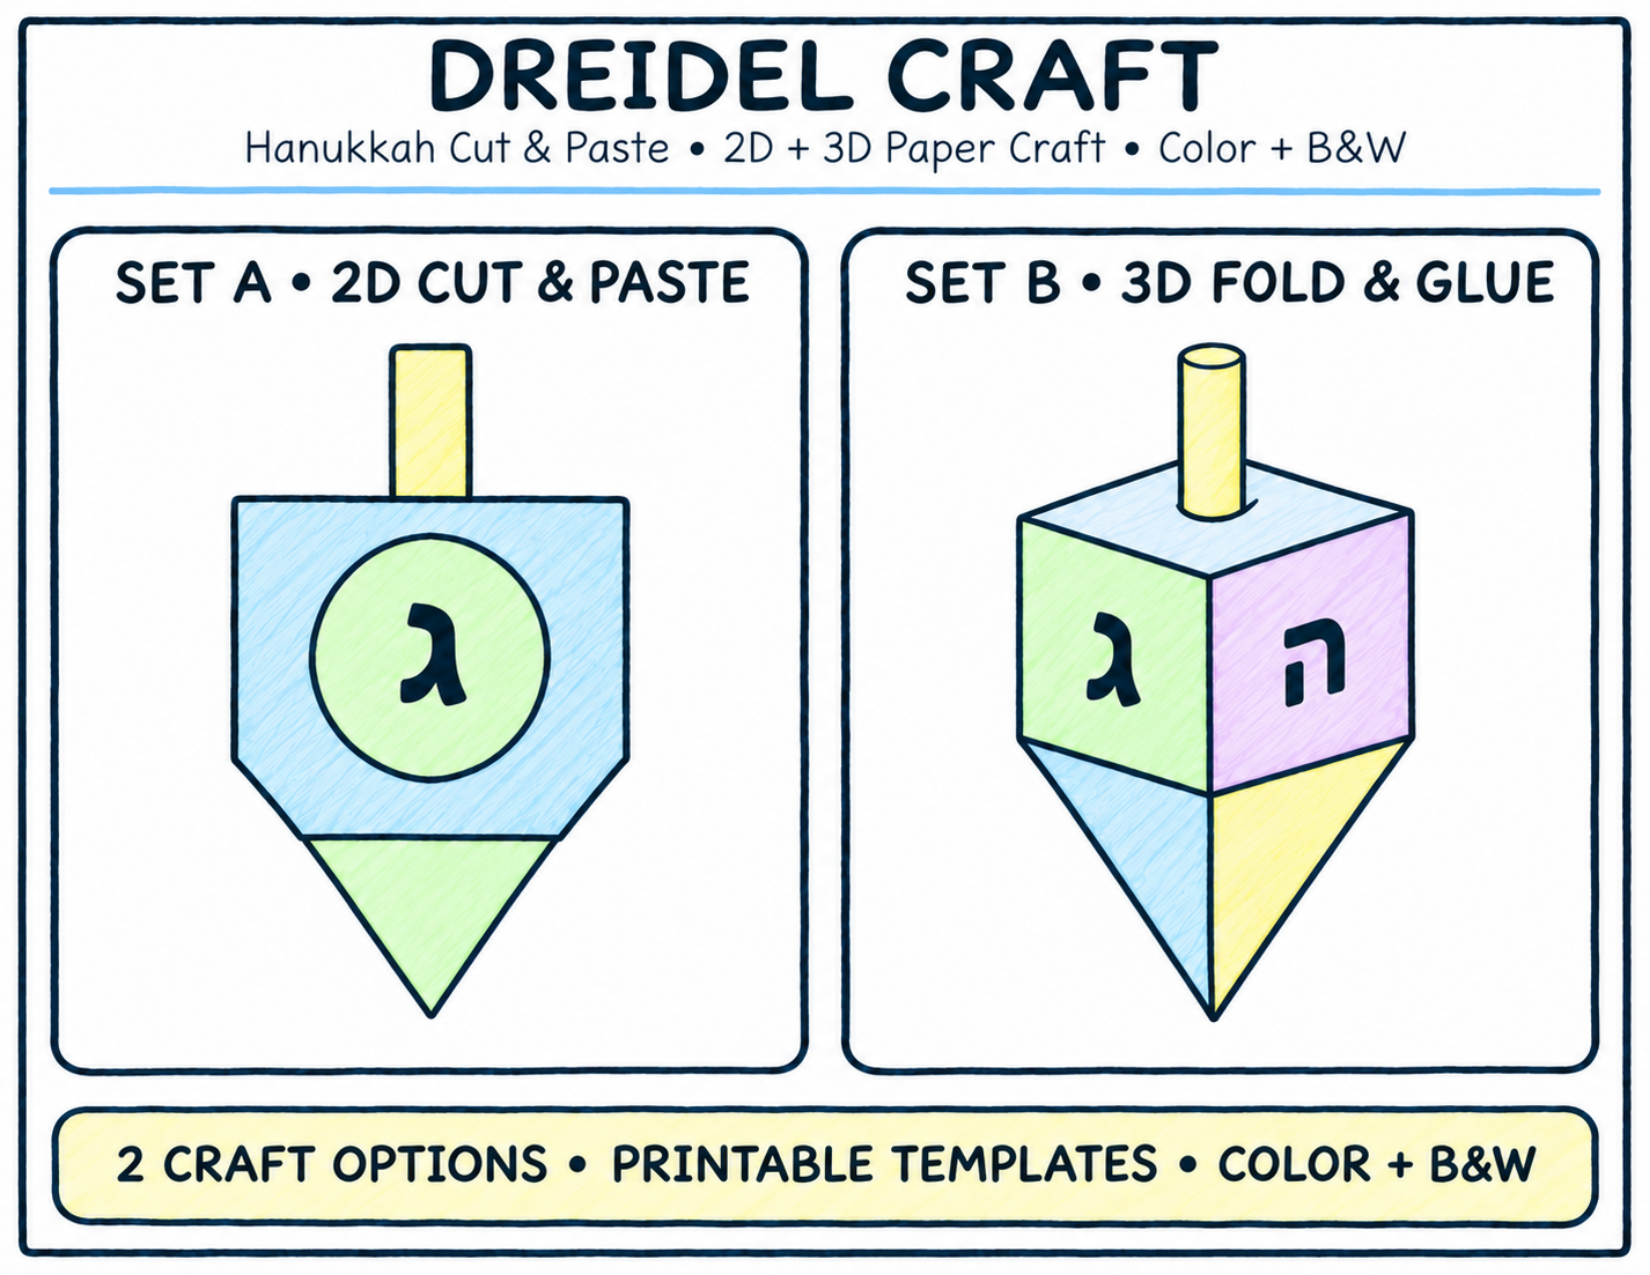 DREIDEL CRAFT
Hanukkah Cut & Paste • 2D + 3D Paper Craft • Color + B&W
SET A • 2D CUT & PASTE
ג
SET B • 3D FOLD & GLUE
ג
ה
2 CRAFT OPTIONS • PRINTABLE TEMPLATES • COLOR + B&W